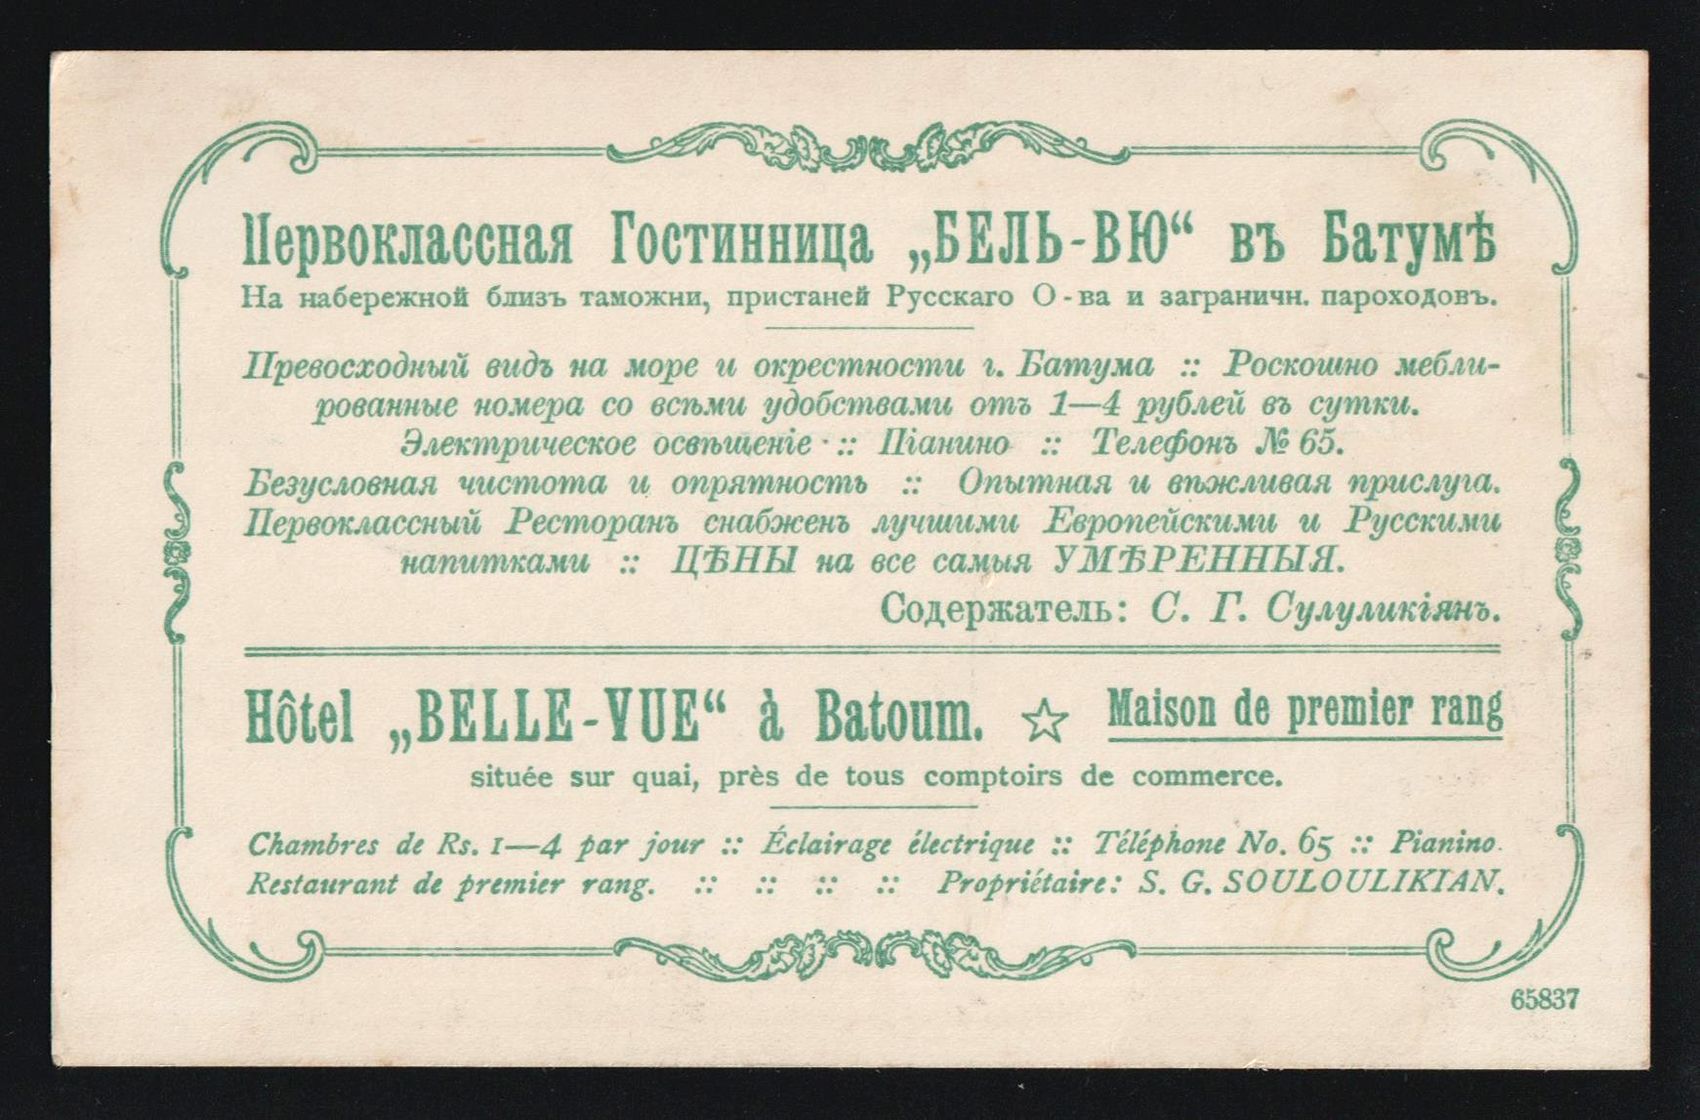 Первоклассная Гостинница „БЕЛЬ-ВЮ“ въ Батумѣ
На набережной близъ таможни, пристаней Русскаго О-ва и заграничн. пароходовъ.
Превосходный видъ на море и окрестности г. Батума :: Роскошно мебли-
рованные номера со всѣми удобствами отъ 1—4 рублей въ сутки.
Электрическое освѣщеніе :: Піанино :: Телефонъ № 65.
Безусловная чистота и опрятность :: Опытная и вѣжливая прислуга.
Первоклассный Ресторанъ снабженъ лучшими Европейскими и Русскими
напитками :: ЦѢНЫ на все самыя УМѢРЕННЫЯ.
Содержатель: С. Г. Сулуликіянъ.
Hôtel „BELLE-VUE“ à Batoum. ☆ Maison de premier rang
située sur quai, près de tous comptoirs de commerce.
Chambres de Rs. 1—4 par jour :: Éclairage électrique :: Téléphone No. 65 :: Pianino.
Restaurant de premier rang. :: :: :: :: Propriétaire: S. G. SOULOULIKIAN.
65837